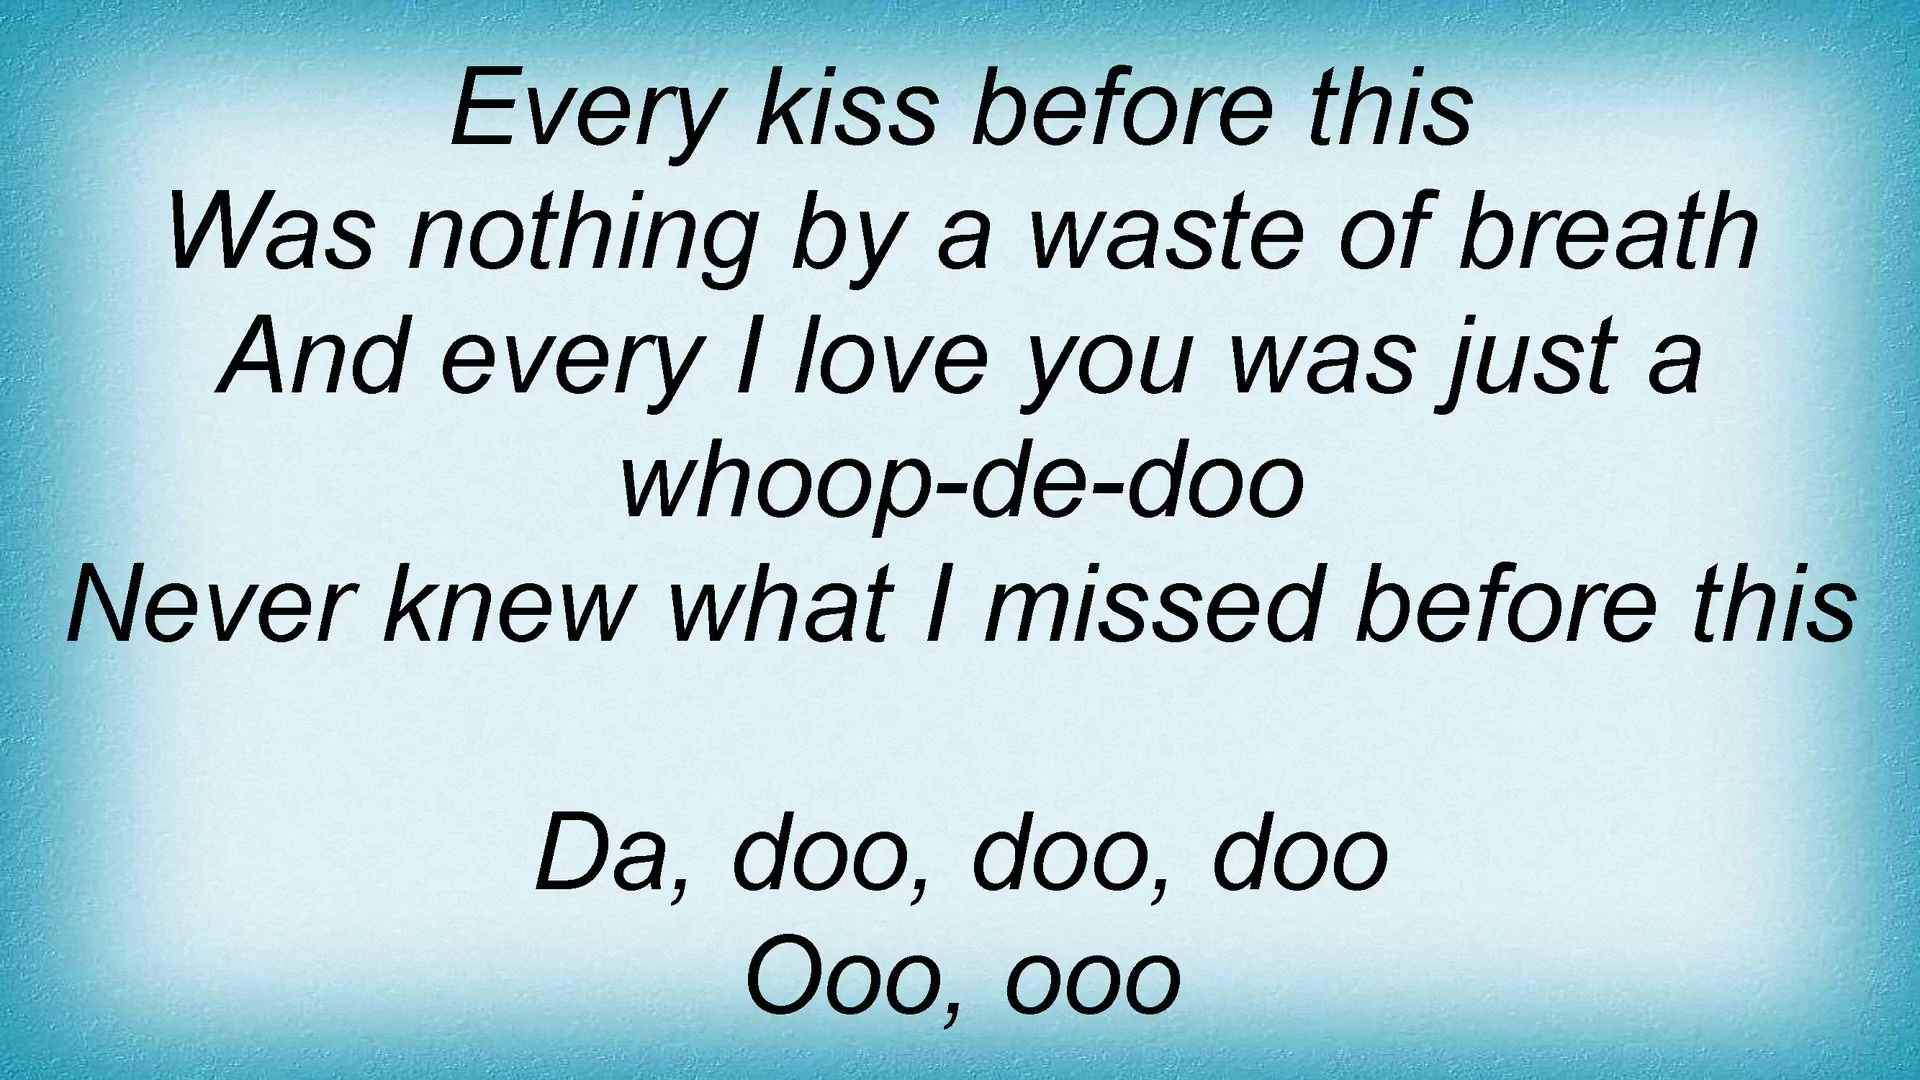 Every kiss before this
Was nothing by a waste of breath
And every I love you was just a
whoop-de-doo
Never knew what I missed before this
Da, doo, doo, doo
Ooo, ooo